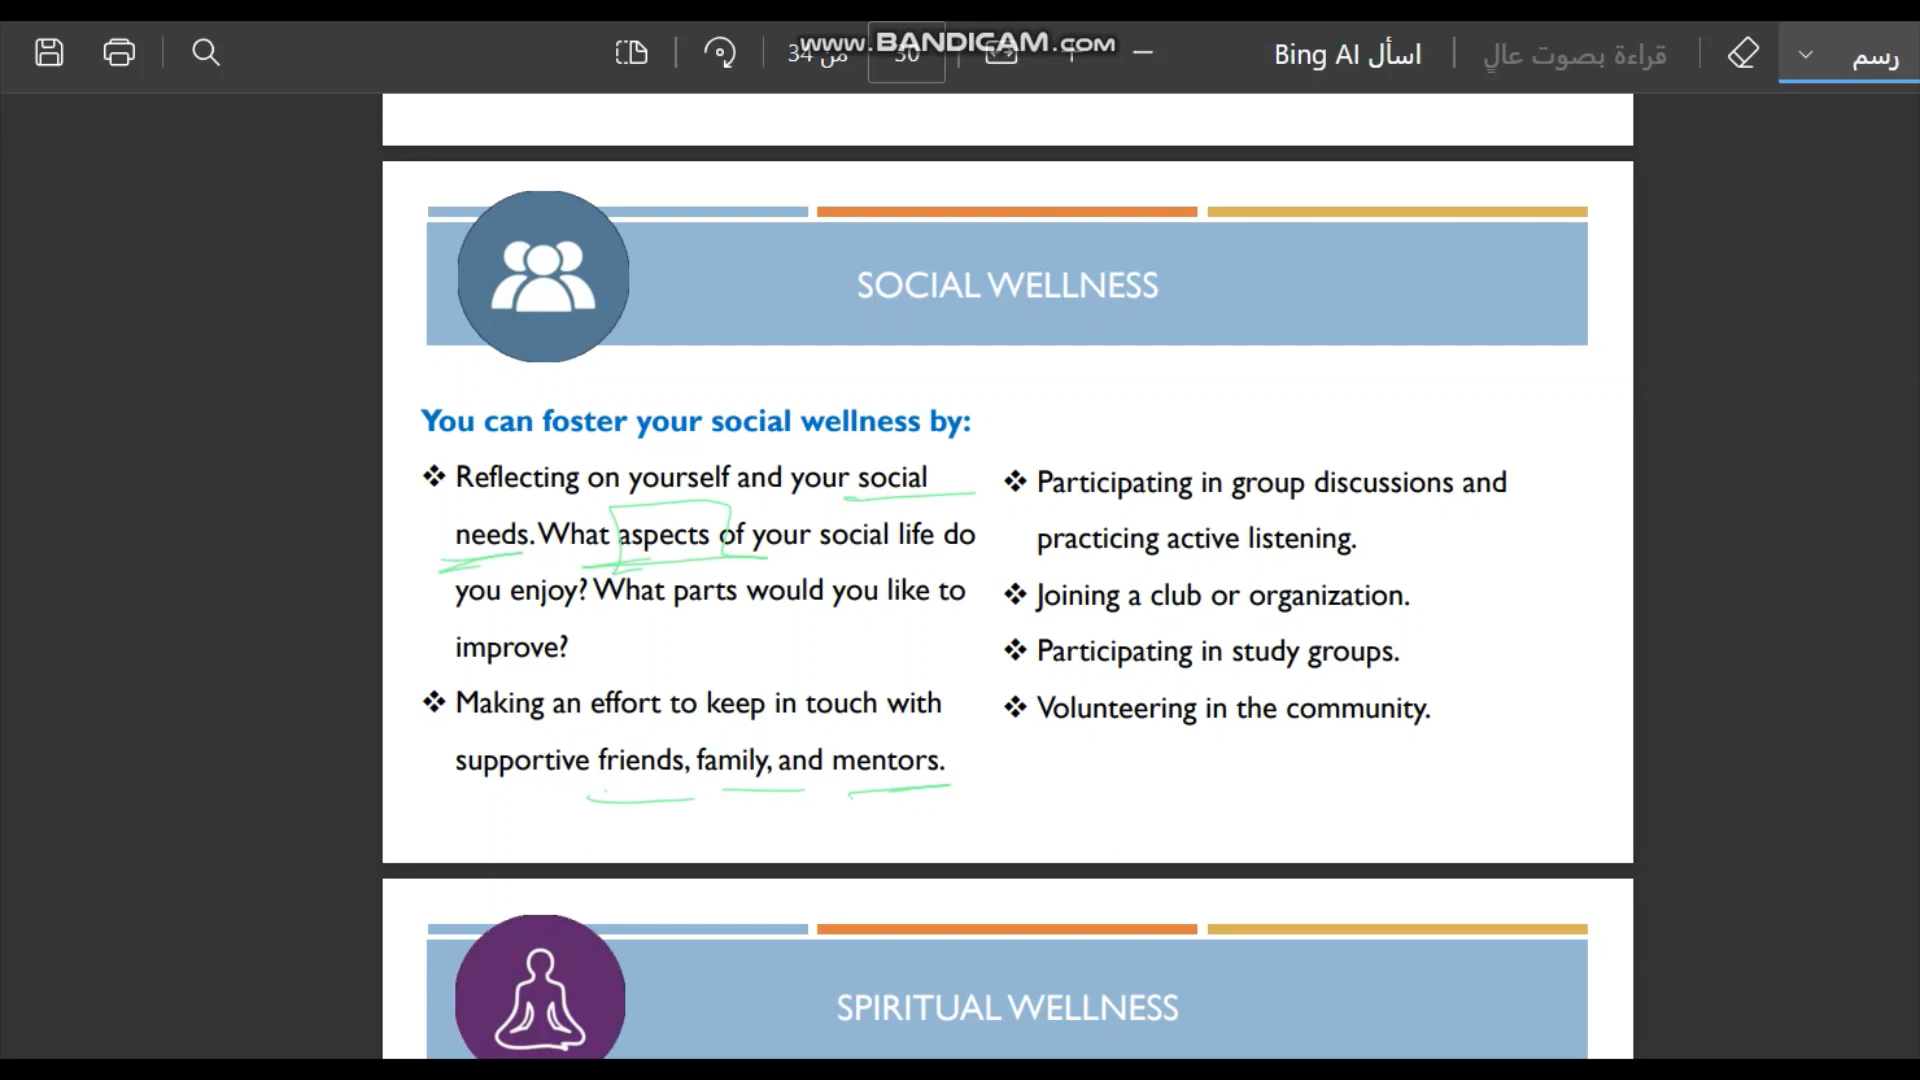 www.BANDICAM.com
30 من 34
اسأل Bing AI
قراءة بصوت عالٍ
رسم
SOCIAL WELLNESS
You can foster your social wellness by:
❖ Reflecting on yourself and your social
needs. What aspects of your social life do
you enjoy? What parts would you like to
improve?
❖ Making an effort to keep in touch with
supportive friends, family, and mentors.
❖ Participating in group discussions and
practicing active listening.
❖ Joining a club or organization.
❖ Participating in study groups.
❖ Volunteering in the community.
SPIRITUAL WELLNESS